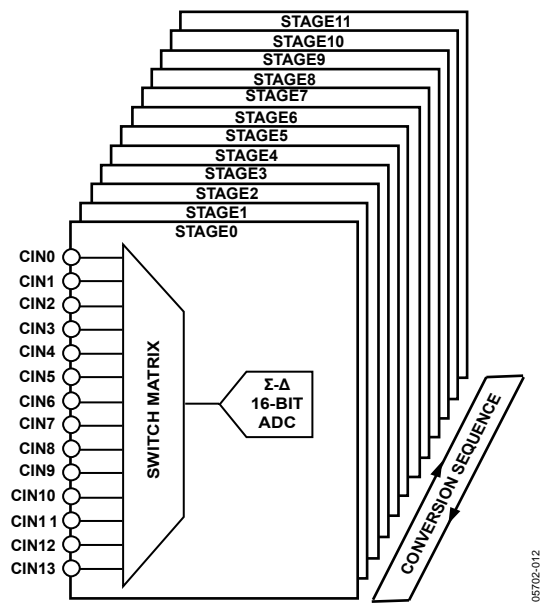 STAGE11
STAGE10
STAGE9
STAGE8
STAGE7
STAGE6
STAGE5
STAGE4
STAGE3
STAGE2
STAGE1
STAGE0
CIN0
CIN1
CIN2
CIN3
CIN4
CIN5
CIN6
CIN7
CIN8
CIN9
CIN10
CIN11
CIN12
CIN13
SWITCH MATRIX
Σ-Δ
16-BIT
ADC
CONVERSION SEQUENCE
05702-012